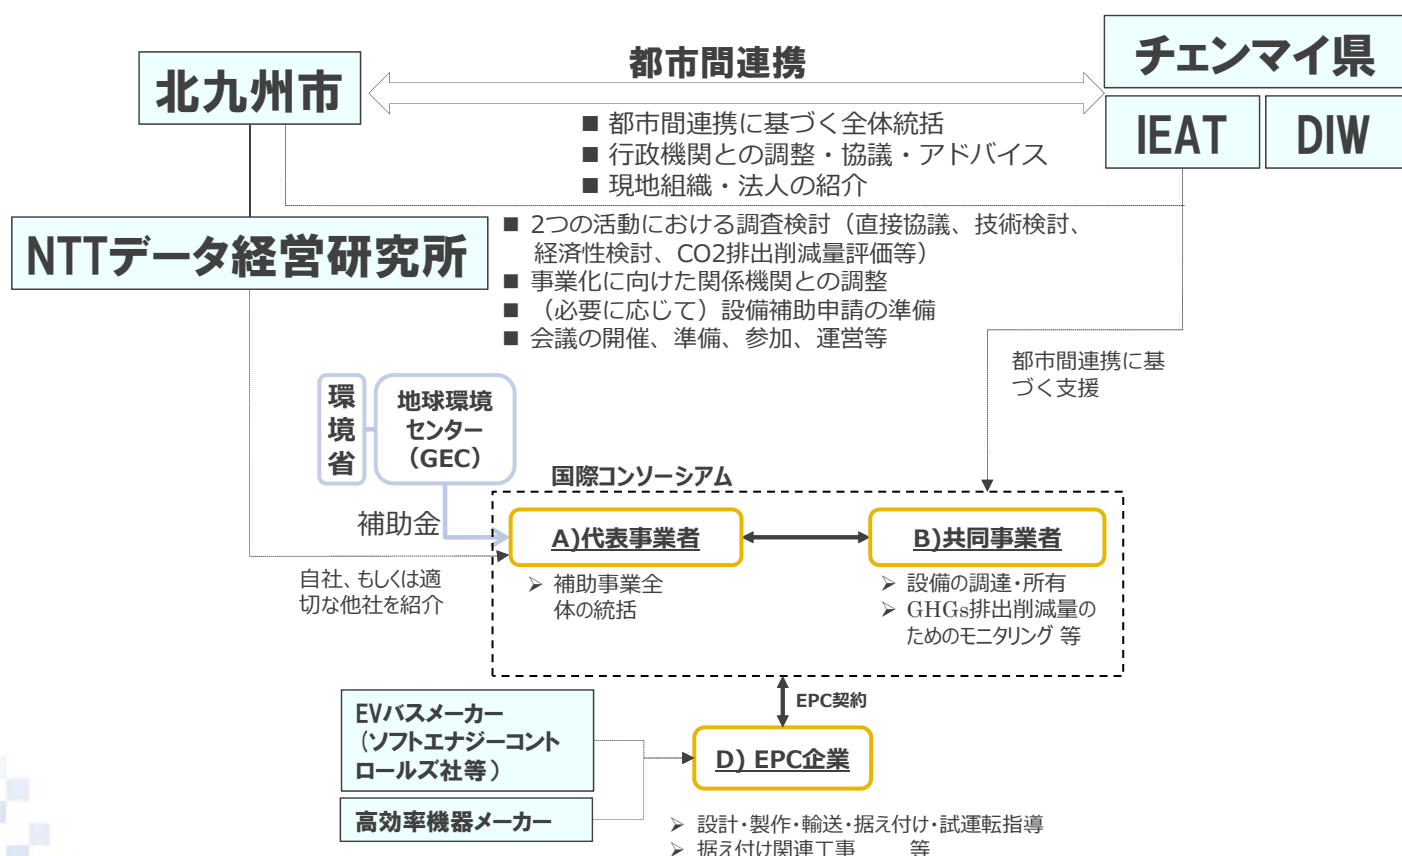 北九州市
都市間連携
チェンマイ県
IEAT
DIW
■ 都市間連携に基づく全体統括
■ 行政機関との調整・協議・アドバイス
■ 現地組織・法人の紹介
NTTデータ経営研究所
■ 2つの活動における調査検討（直接協議、技術検討、
経済性検討、CO2排出削減量評価等）
■ 事業化に向けた関係機関との調整
■ （必要に応じて）設備補助申請の準備
■ 会議の開催、準備、参加、運営等
都市間連携に基
づく支援
環
境
省
地球環境
センター
（GEC）
補助金
国際コンソーシアム
A)代表事業者
B)共同事業者
自社、もしくは適
切な他社を紹介
➢ 補助事業全
体の統括
➢ 設備の調達・所有
➢ GHGs排出削減量の
ためのモニタリング 等
EPC契約
EVバスメーカー
（ソフトエナジーコント
ロールズ社等）
D) EPC企業
高効率機器メーカー
➢ 設計・製作・輸送・据え付け・試運転指導
➢ 据え付け関連工事 等